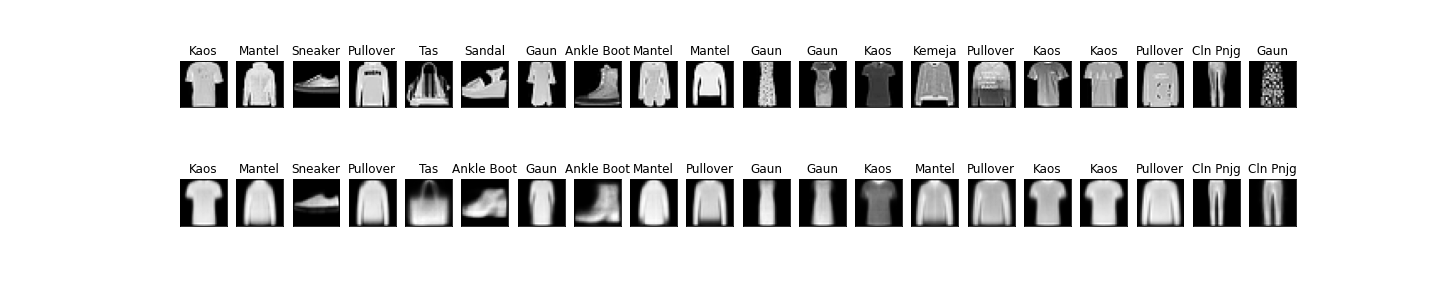 Kaos Mantel Sneaker Pullover Tas Sandal Gaun Ankle Boot Mantel Mantel Gaun Gaun Kaos Kemeja Pullover Kaos Kaos Pullover Cln Pnjg Gaun
Kaos Mantel Sneaker Pullover Tas Ankle Boot Gaun Ankle Boot Mantel Pullover Gaun Gaun Kaos Mantel Pullover Kaos Kaos Pullover Cln Pnjg Cln Pnjg